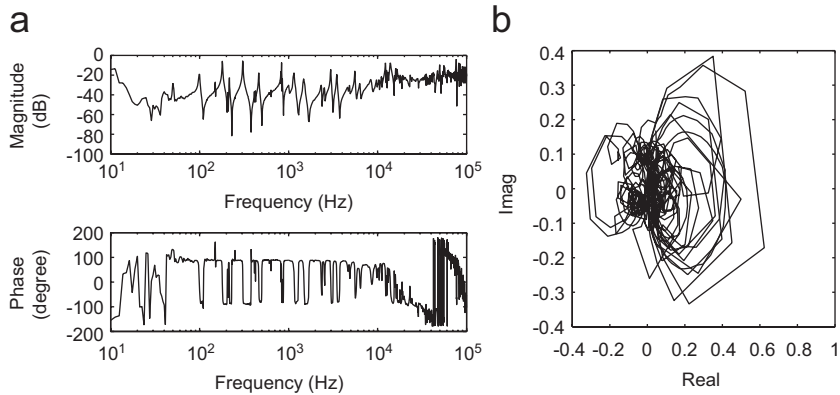 a
0
-20
-40
-60
-80
-100
Magnitude
(dB)
10^1 10^2 10^3 10^4 10^5
Frequency (Hz)
200
100
0
-100
-200
Phase
(degree)
10^1 10^2 10^3 10^4 10^5
Frequency (Hz)
b
0.4
0.3
0.2
0.1
0
-0.1
-0.2
-0.3
-0.4
Imag
-0.4 -0.2 0 0.2 0.4 0.6 0.8 1
Real